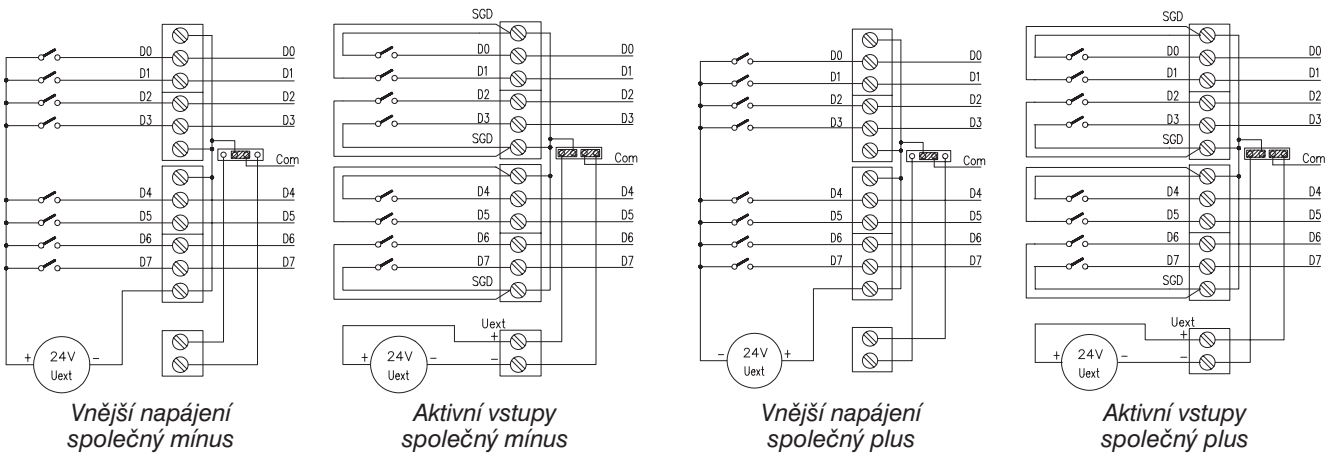 D0 D0
D1 D1
D2 D2
D3 D3
Com
D4 D4
D5 D5
D6 D6
D7 D7
+ 24V -
Uext
Vnější napájení
společný mínus
SGD
D0 D0
D1 D1
D2 D2
D3 D3
SGD
Com
D4 D4
D5 D5
D6 D6
D7 D7
SGD
Uext
+
+ 24V - -
Uext
Aktivní vstupy
společný mínus
D0 D0
D1 D1
D2 D2
D3 D3
Com
D4 D4
D5 D5
D6 D6
D7 D7
- 24V +
Uext
Vnější napájení
společný plus
SGD
D0 D0
D1 D1
D2 D2
D3 D3
SGD
Com
D4 D4
D5 D5
D6 D6
D7 D7
SGD
Uext
+
+ 24V - -
Uext
Aktivní vstupy
společný plus